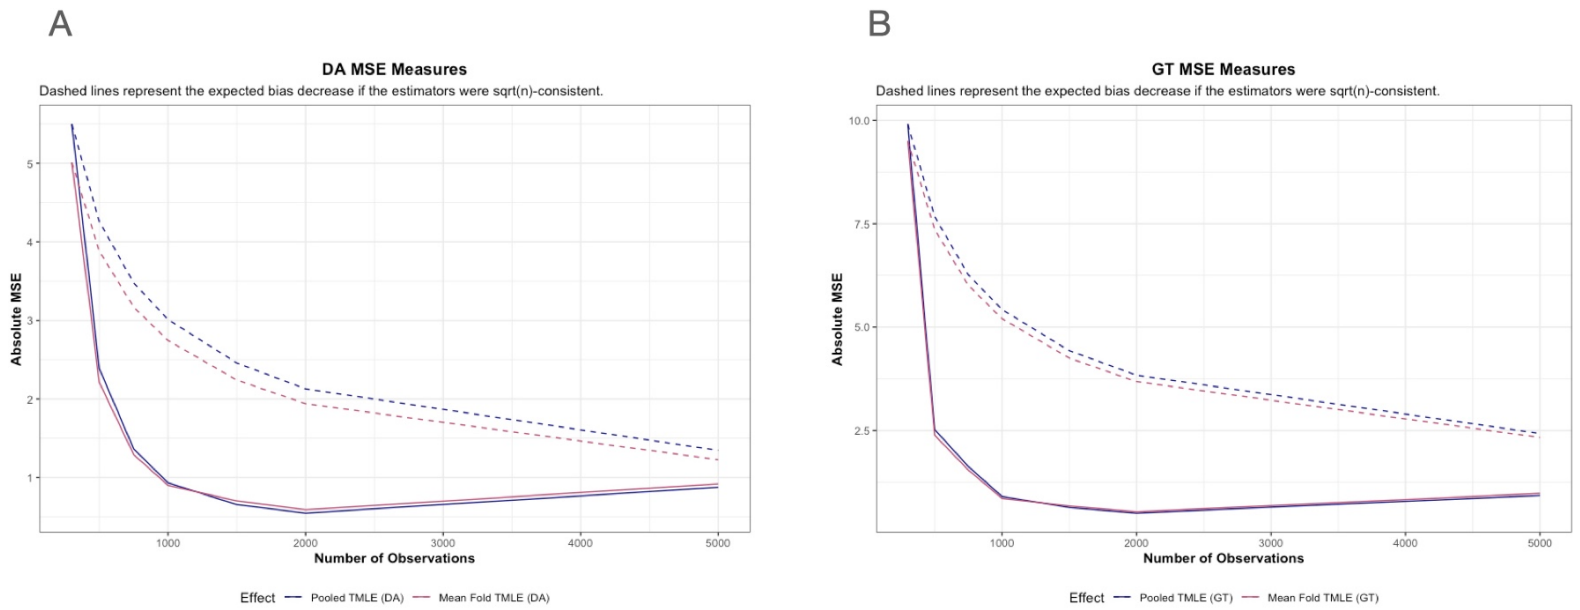 A
DA MSE Measures
Dashed lines represent the expected bias decrease if the estimators were sqrt(n)-consistent.
Absolute MSE
5
4
3
2
1
1000
2000
3000
4000
5000
Number of Observations
Effect
Pooled TMLE (DA)
Mean Fold TMLE (DA)
B
GT MSE Measures
Dashed lines represent the expected bias decrease if the estimators were sqrt(n)-consistent.
Absolute MSE
10.0
7.5
5.0
2.5
1000
2000
3000
4000
5000
Number of Observations
Effect
Pooled TMLE (GT)
Mean Fold TMLE (GT)